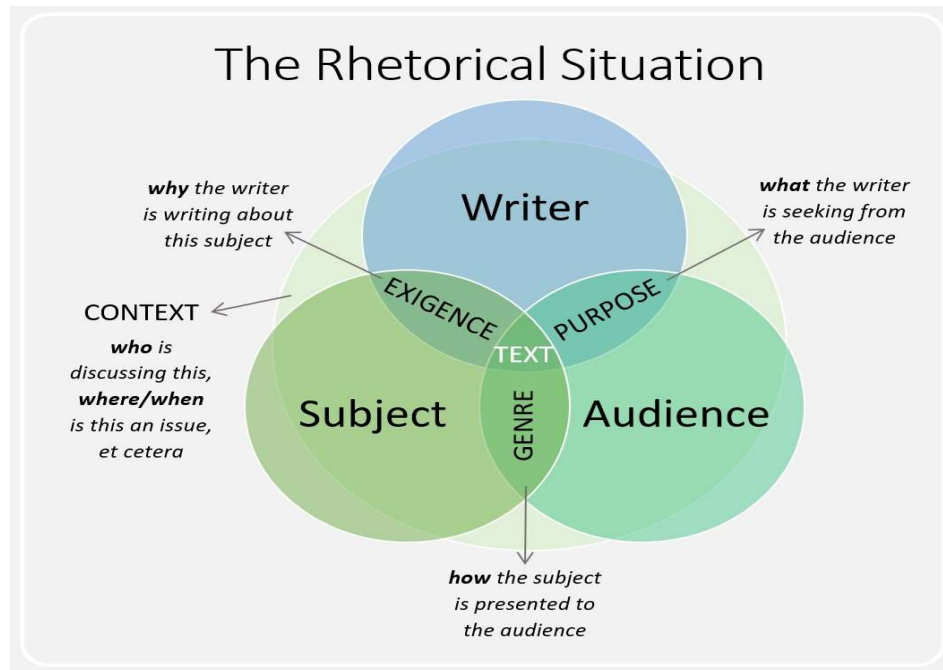 The Rhetorical Situation
why the writer
is writing about
this subject
what the writer
is seeking from
the audience
Writer
EXIGENCE
PURPOSE
TEXT
CONTEXT
who is
discussing this,
where/when
is this an issue,
et cetera
Subject
GENRE
Audience
how the subject
is presented to
the audience